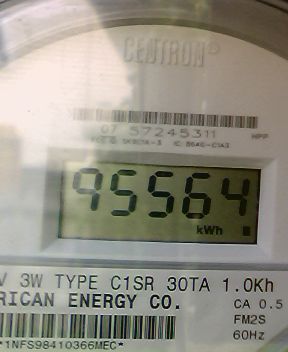 CENTRON®
07 57245311 HPP
95564
kWh
V 3W TYPE C1SR 30TA 1.0Kh
RICAN ENERGY CO. CA 0.5
FM2S
60Hz
*1NFS98410366MEC*